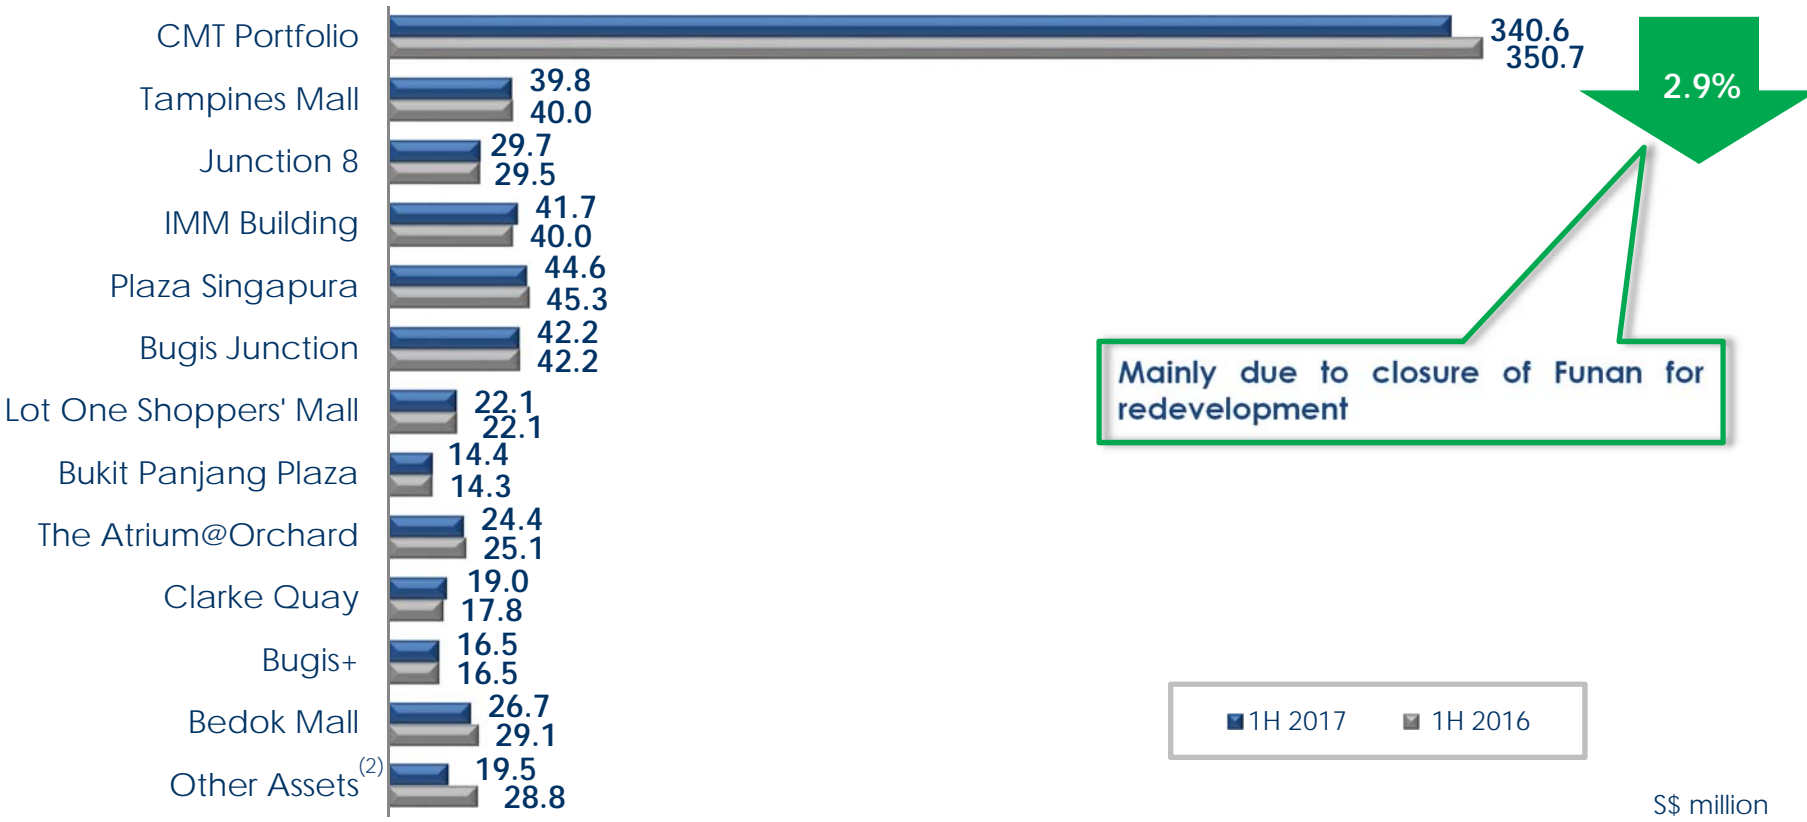 CMT Portfolio
340.6
350.7
2.9%
Tampines Mall
39.8
40.0
Junction 8
29.7
29.5
IMM Building
41.7
40.0
Plaza Singapura
44.6
45.3
Bugis Junction
42.2
42.2
Mainly due to closure of Funan for
redevelopment
Lot One Shoppers' Mall
22.1
22.1
Bukit Panjang Plaza
14.4
14.3
The Atrium@Orchard
24.4
25.1
Clarke Quay
19.0
17.8
Bugis+
16.5
16.5
Bedok Mall
26.7
29.1
1H 2017 1H 2016
Other Assets(2)
19.5
28.8
S$ million